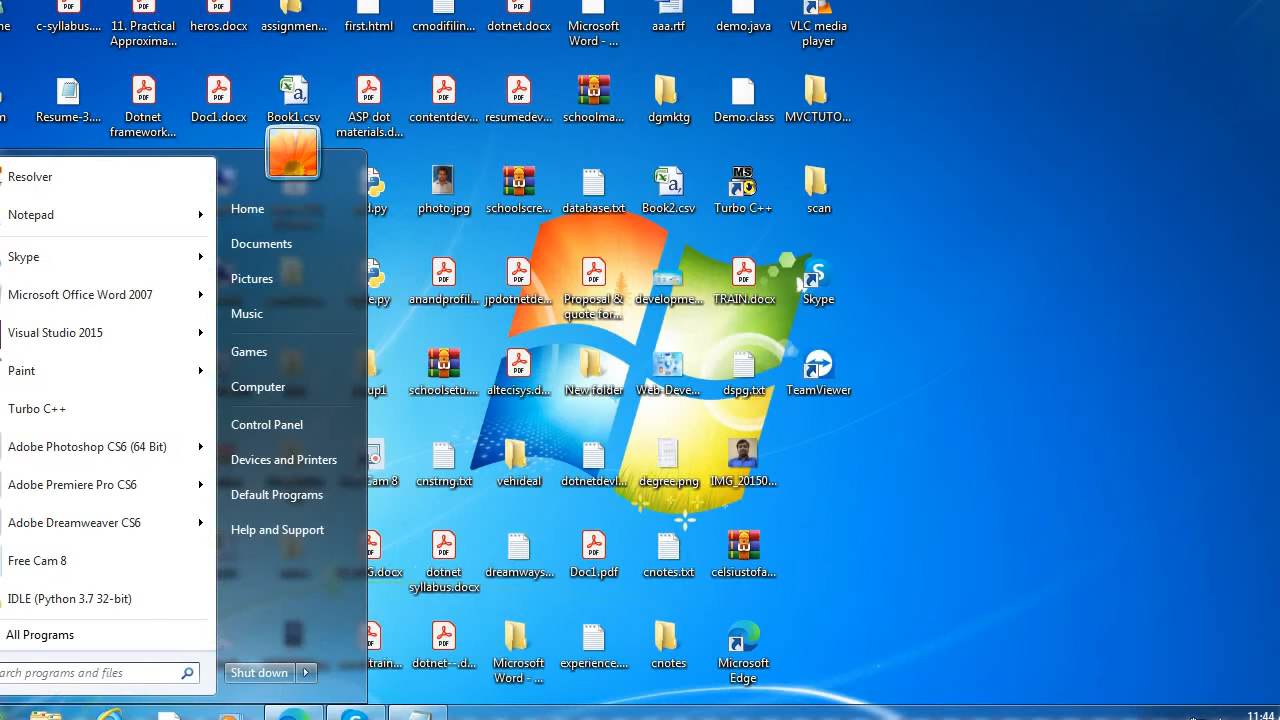 c-syllabus....
11. Practical
Approxima...
heros.docx
assignmen...
first.html
cmodifilin...
dotnet.docx
Microsoft
Word - ...
aaa.rtf
demo.java
VLC media
player
Resume-3....
Dotnet
framework...
Doc1.docx
Book1.csv
ASP dot
materials.d...
contentdev...
resumedev...
schoolma...
dgmktg
Demo.class
MVCTUTO...
photo.jpg
schoolscre...
database.txt
Book2.csv
MS
Turbo C++
scan
anandprofil...
jpdotnetde...
Proposal &
quote for...
developme...
TRAIN.docx
Skype
schoolsetu...
altecisys.d...
New folder
Web-Deve...
dspg.txt
TeamViewer
cnstrng.txt
vehideal
dotnetdevl...
degree.png
IMG_20150...
dotnet
syllabus.docx
dreamways...
Doc1.pdf
cnotes.txt
celsiustofa...
dotnet--.d...
Microsoft
Word - ...
experience....
cnotes
Microsoft
Edge
Resolver
Notepad
Skype
Microsoft Office Word 2007
Visual Studio 2015
Paint
Turbo C++
Adobe Photoshop CS6 (64 Bit)
Adobe Premiere Pro CS6
Adobe Dreamweaver CS6
Free Cam 8
IDLE (Python 3.7 32-bit)
All Programs
arch programs and files
Home
Documents
Pictures
Music
Games
Computer
Control Panel
Devices and Printers
Default Programs
Help and Support
Shut down
11:44